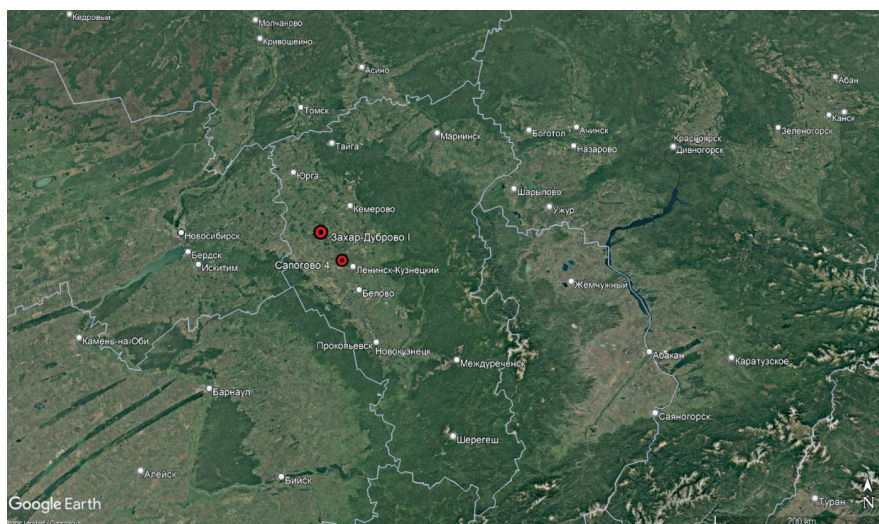 Кедровый
Молчаново
Кривошеино
Асино
Абан
Томск
Канск
Мариинск
Боготол
Ачинск
Зеленогорск
Красноярск
Дивногорск
Тайга
Назарово
Юрга
Шарыпово
Кемерово
Ужур
Новосибирск
Захар-Дуброво I
Бердск
Искитим
Сапогово 4
Ленинск-Кузнецкий
Жемчужный
Белово
Камень-на-Оби
Прокопьевск
Новокузнецк
Абакан
Междуреченск
Каратузское
Барнаул
Саяногорск
Шерегеш
Алейск
Бийск
Туран
Google Earth
N
200 km